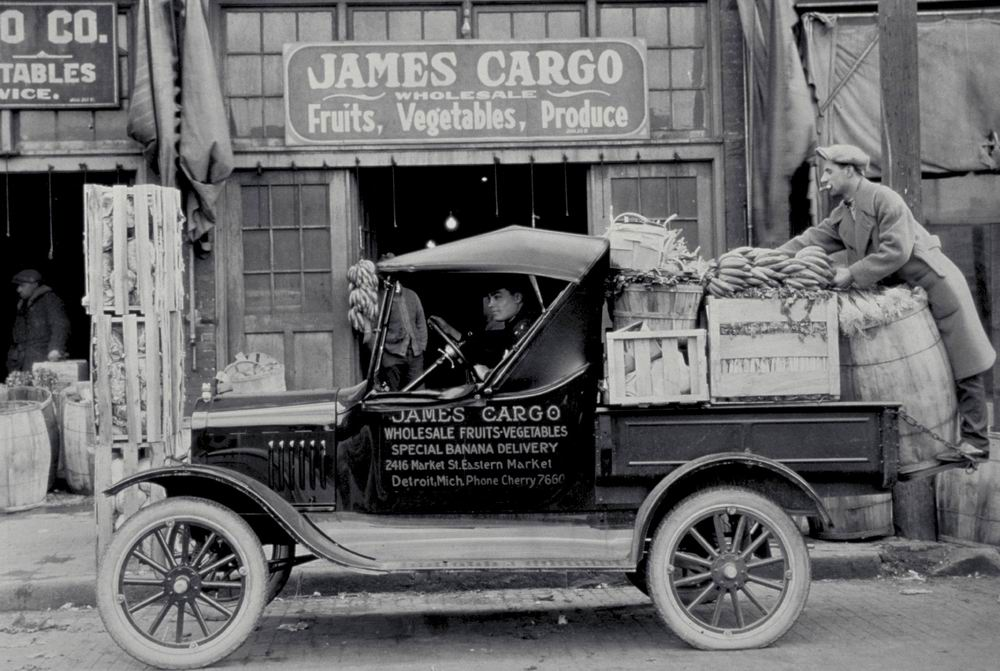 O CO.
TABLES
VICE.
JAMES CARGO
WHOLESALE
Fruits, Vegetables, Produce
JAMES CARGO
WHOLESALE FRUITS-VEGETABLES
SPECIAL BANANA DELIVERY
2416 Market St. Eastern Market
Detroit, Mich. Phone Cherry 7660